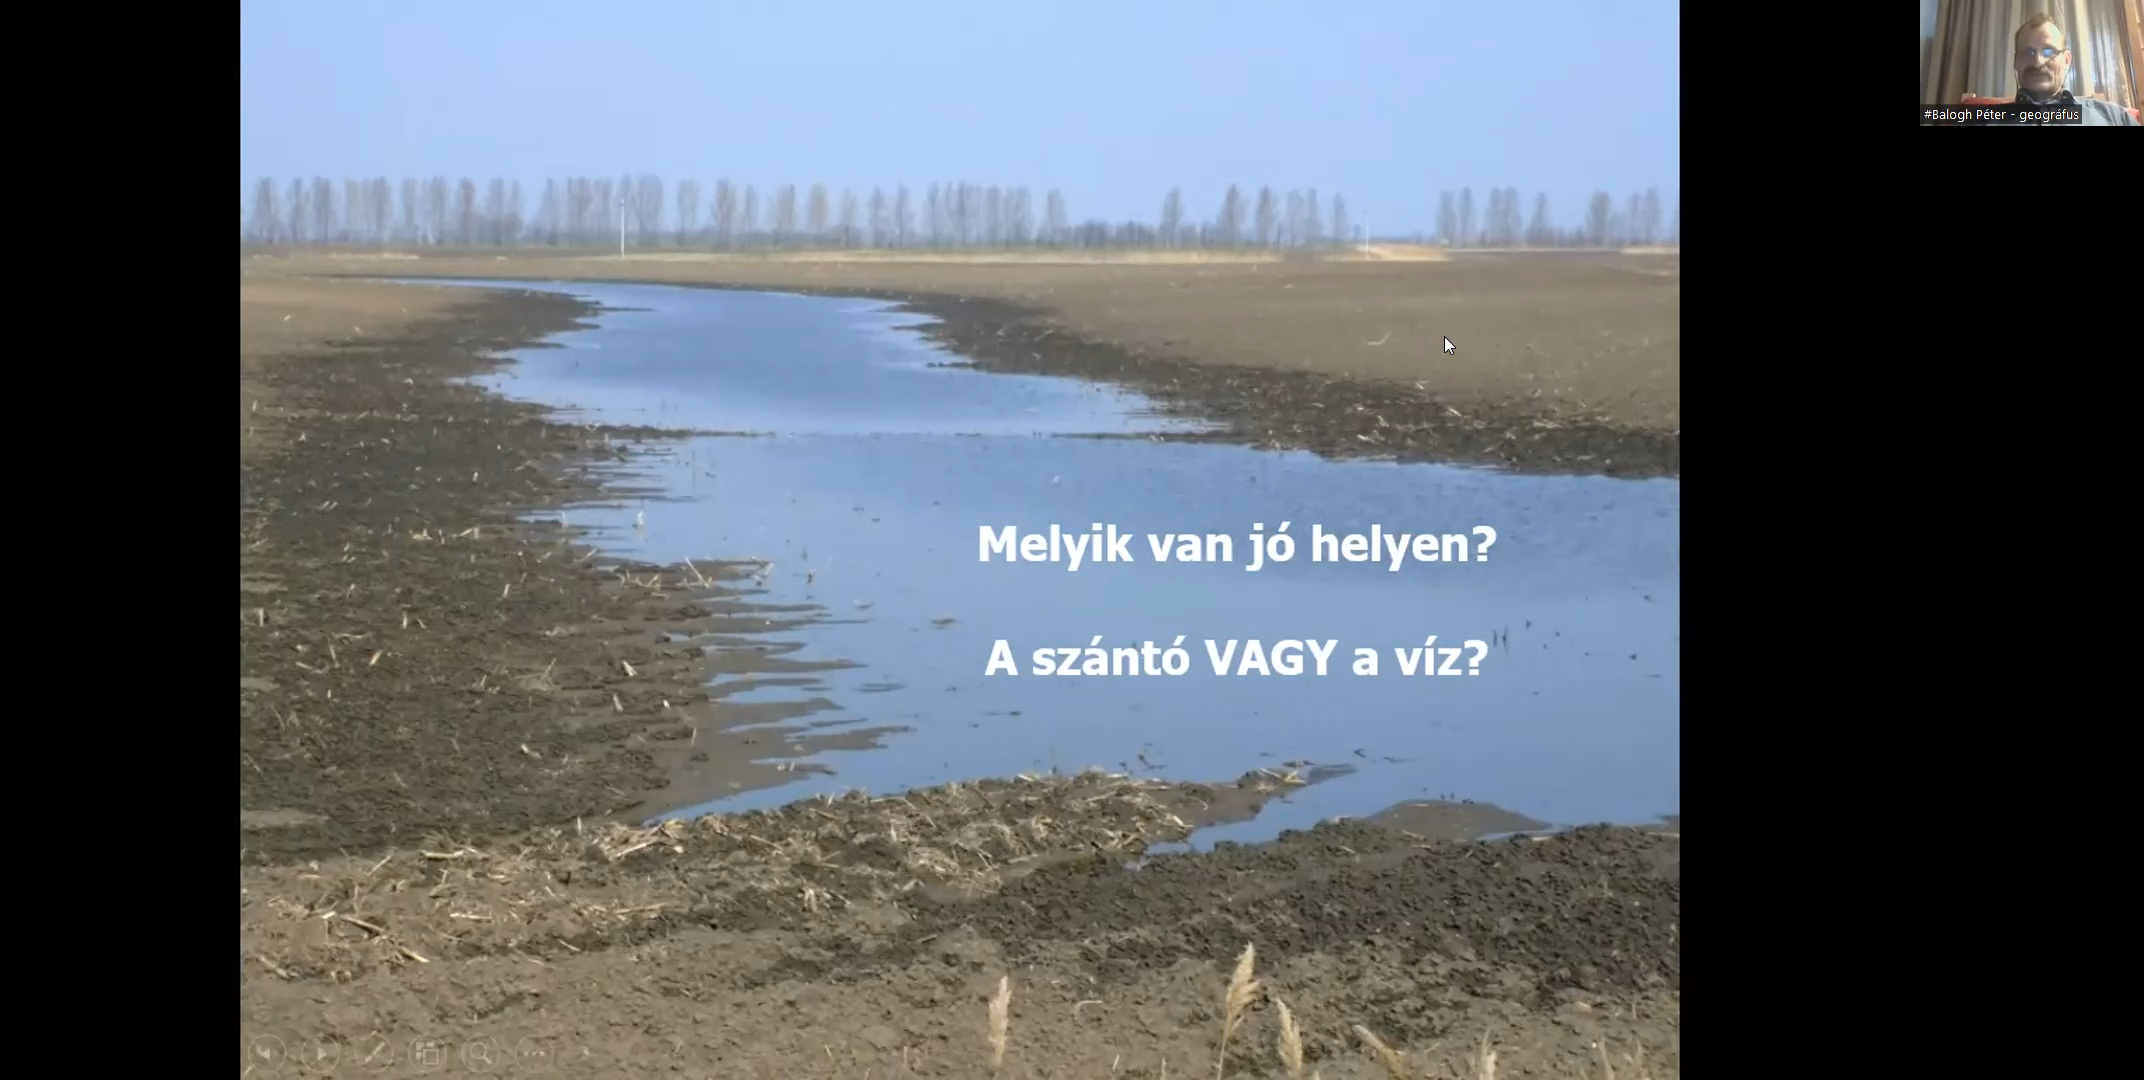 #Balogh Péter - geográfus
Melyik van jó helyen?
A szántó VAGY a víz?